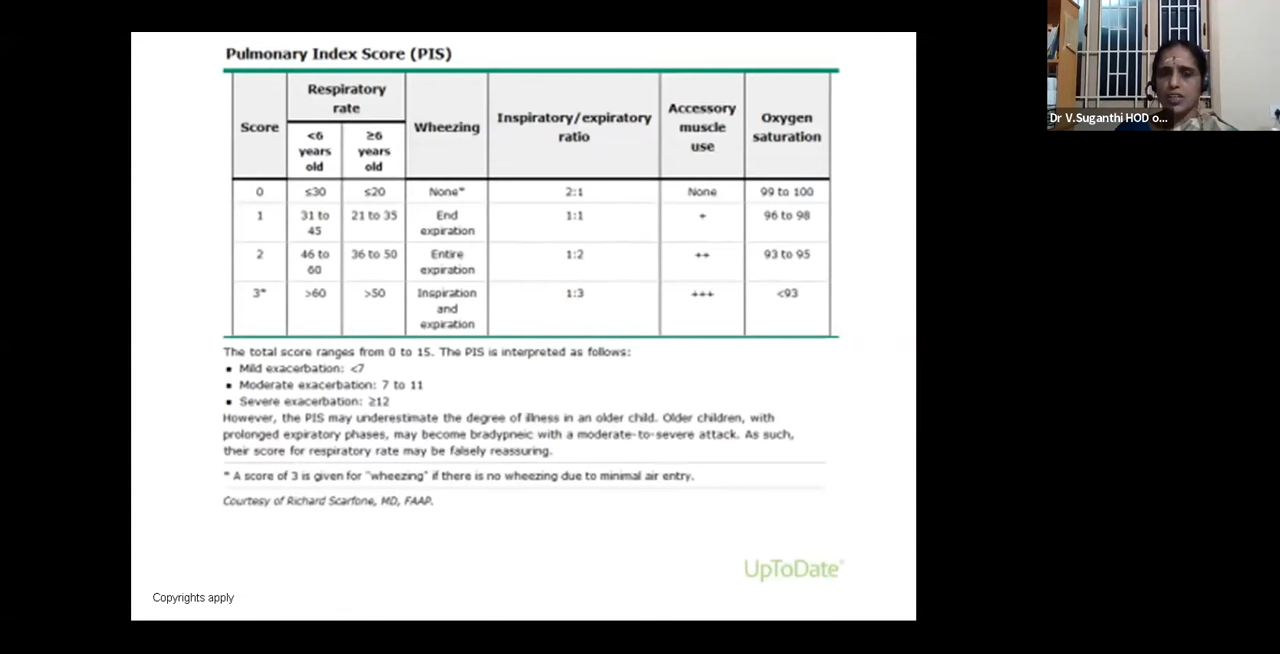 Pulmonary Index Score (PIS)
Score
Respiratory
rate
<6
years
old
≥6
years
old
Wheezing
Inspiratory/expiratory
ratio
Accessory
muscle
use
Oxygen
saturation
0
≤30
≤20
None*
2:1
None
99 to 100
1
31 to
45
21 to 35
End
expiration
1:1
+
96 to 98
2
46 to
60
36 to 50
Entire
expiration
1:2
++
93 to 95
3*
>60
>50
Inspiration
and
expiration
1:3
+++
<93
The total score ranges from 0 to 15. The PIS is interpreted as follows:
▪ Mild exacerbation: <7
▪ Moderate exacerbation: 7 to 11
▪ Severe exacerbation: ≥12
However, the PIS may underestimate the degree of illness in an older child. Older children, with
prolonged expiratory phases, may become bradypneic with a moderate-to-severe attack. As such,
their score for respiratory rate may be falsely reassuring.
* A score of 3 is given for "wheezing" if there is no wheezing due to minimal air entry.
Courtesy of Richard Scarfone, MD, FAAP.
UpToDate®
Copyrights apply
Dr V.Suganthi HOD o...